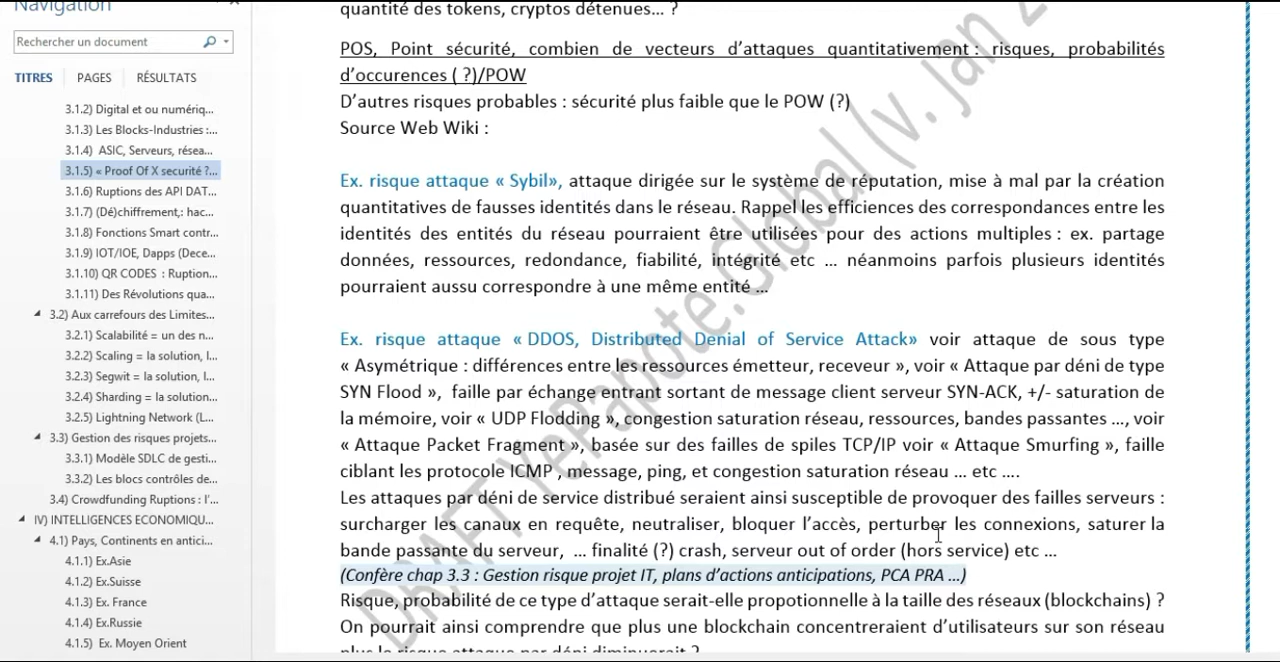 Navigation
Rechercher un document
TITRES PAGES RÉSULTATS
3.1.2) Digital et ou numériq...
3.1.3) Les Blocks-Industries :...
3.1.4) ASIC, Serveurs, résea...
3.1.5) « Proof Of X securité ?...
3.1.6) Ruptions des API DAT...
3.1.7) (Dé)chiffrement,: hac...
3.1.8) Fonctions Smart contr...
3.1.9) IOT/IOE, Dapps (Dece...
3.1.10) QR CODES : Ruption...
3.1.11) Des Révolutions qua...
3.2) Aux carrefours des Limites...
3.2.1) Scalabilité = un des n...
3.2.2) Scaling = la solution, l...
3.2.3) Segwit = la solution, l...
3.2.4) Sharding = la solution...
3.2.5) Lightning Network (L...
3.3) Gestion des risques projets...
3.3.1) Modèle SDLC de gesti...
3.3.2) Les blocs contrôles de...
3.4) Crowdfunding Ruptions : l'...
IV) INTELLIGENCES ECONOMIQU...
4.1) Pays, Continents en antici...
4.1.1) Ex.Asie
4.1.2) Ex.Suisse
4.1.3) Ex. France
4.1.4) Ex.Russie
4.1.5) Ex. Moyen Orient
quantité des tokens, cryptos détenues... ?
POS, Point sécurité, combien de vecteurs d'attaques quantitativement : risques, probabilités
d'occurences ( ?)/POW
D'autres risques probables : sécurité plus faible que le POW (?)
Source Web Wiki :
Ex. risque attaque « Sybil», attaque dirigée sur le système de réputation, mise à mal par la création
quantitatives de fausses identités dans le réseau. Rappel les efficiences des correspondances entre les
identités des entités du réseau pourraient être utilisées pour des actions multiples : ex. partage
données, ressources, redondance, fiabilité, intégrité etc ... néanmoins parfois plusieurs identités
pourraient aussu correspondre à une même entité ...
Ex. risque attaque « DDOS, Distributed Denial of Service Attack» voir attaque de sous type
« Asymétrique : différences entre les ressources émetteur, receveur », voir « Attaque par déni de type
SYN Flood », faille par échange entrant sortant de message client serveur SYN-ACK, +/- saturation de
la mémoire, voir « UDP Flodding », congestion saturation réseau, ressources, bandes passantes ..., voir
« Attaque Packet Fragment », basée sur des failles de spiles TCP/IP voir « Attaque Smurfing », faille
ciblant les protocole ICMP , message, ping, et congestion saturation réseau ... etc ....
Les attaques par déni de service distribué seraient ainsi susceptible de provoquer des failles serveurs :
surcharger les canaux en requête, neutraliser, bloquer l'accès, perturber les connexions, saturer la
bande passante du serveur, ... finalité (?) crash, serveur out of order (hors service) etc ...
(Confère chap 3.3 : Gestion risque projet IT, plans d'actions anticipations, PCA PRA ...)
Risque, probabilité de ce type d'attaque serait-elle propotionnelle à la taille des réseaux (blockchains) ?
On pourrait ainsi comprendre que plus une blockchain concentreraient d'utilisateurs sur son réseau
plus le risque attaque par déni diminuerait ?
DRAFT YePapote.Global (v. Jan 2